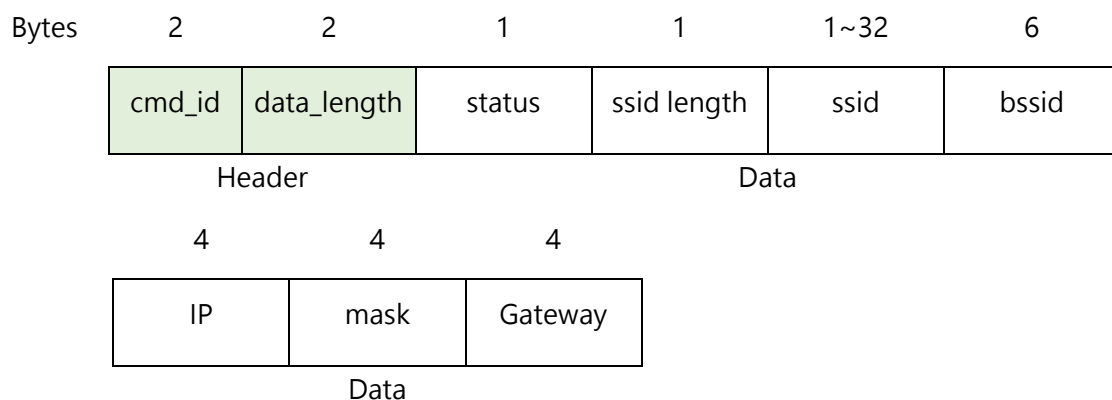 Bytes 2 2 1 1 1~32 6
cmd_id data_length status ssid length ssid bssid
Header Data
4 4 4
IP mask Gateway
Data